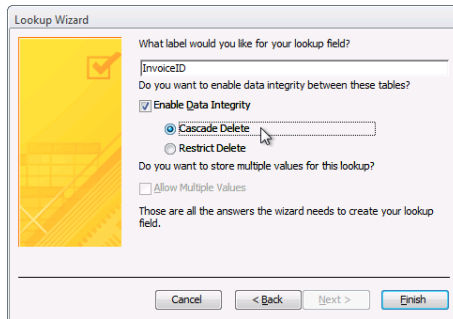 Lookup Wizard
What label would you like for your lookup field?
InvoiceID
Do you want to enable data integrity between these tables?
Enable Data Integrity
Cascade Delete
Restrict Delete
Do you want to store multiple values for this lookup?
Allow Multiple Values
Those are all the answers the wizard needs to create your lookup
field.
Cancel
< Back
Next >
Finish